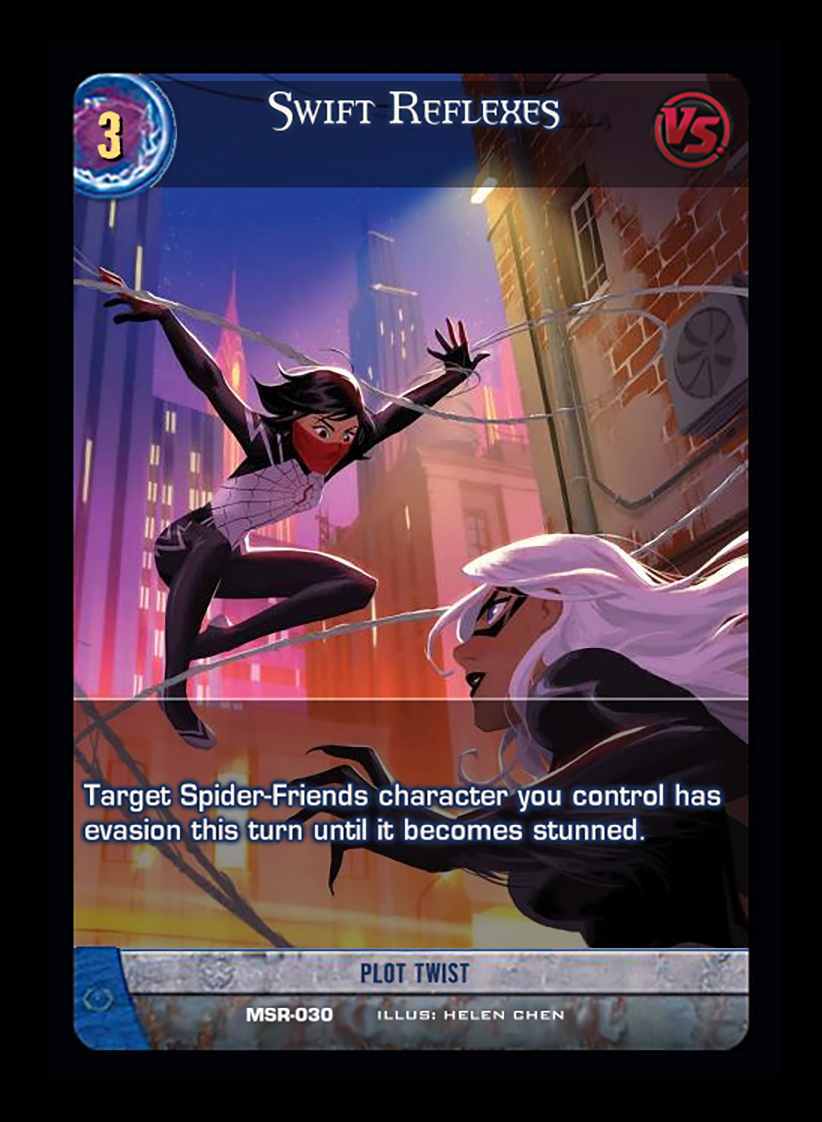 3
Swift Reflexes
VS.
Target Spider-Friends character you control has
evasion this turn until it becomes stunned.
PLOT TWIST
MSR-030 ILLUS: HELEN CHEN